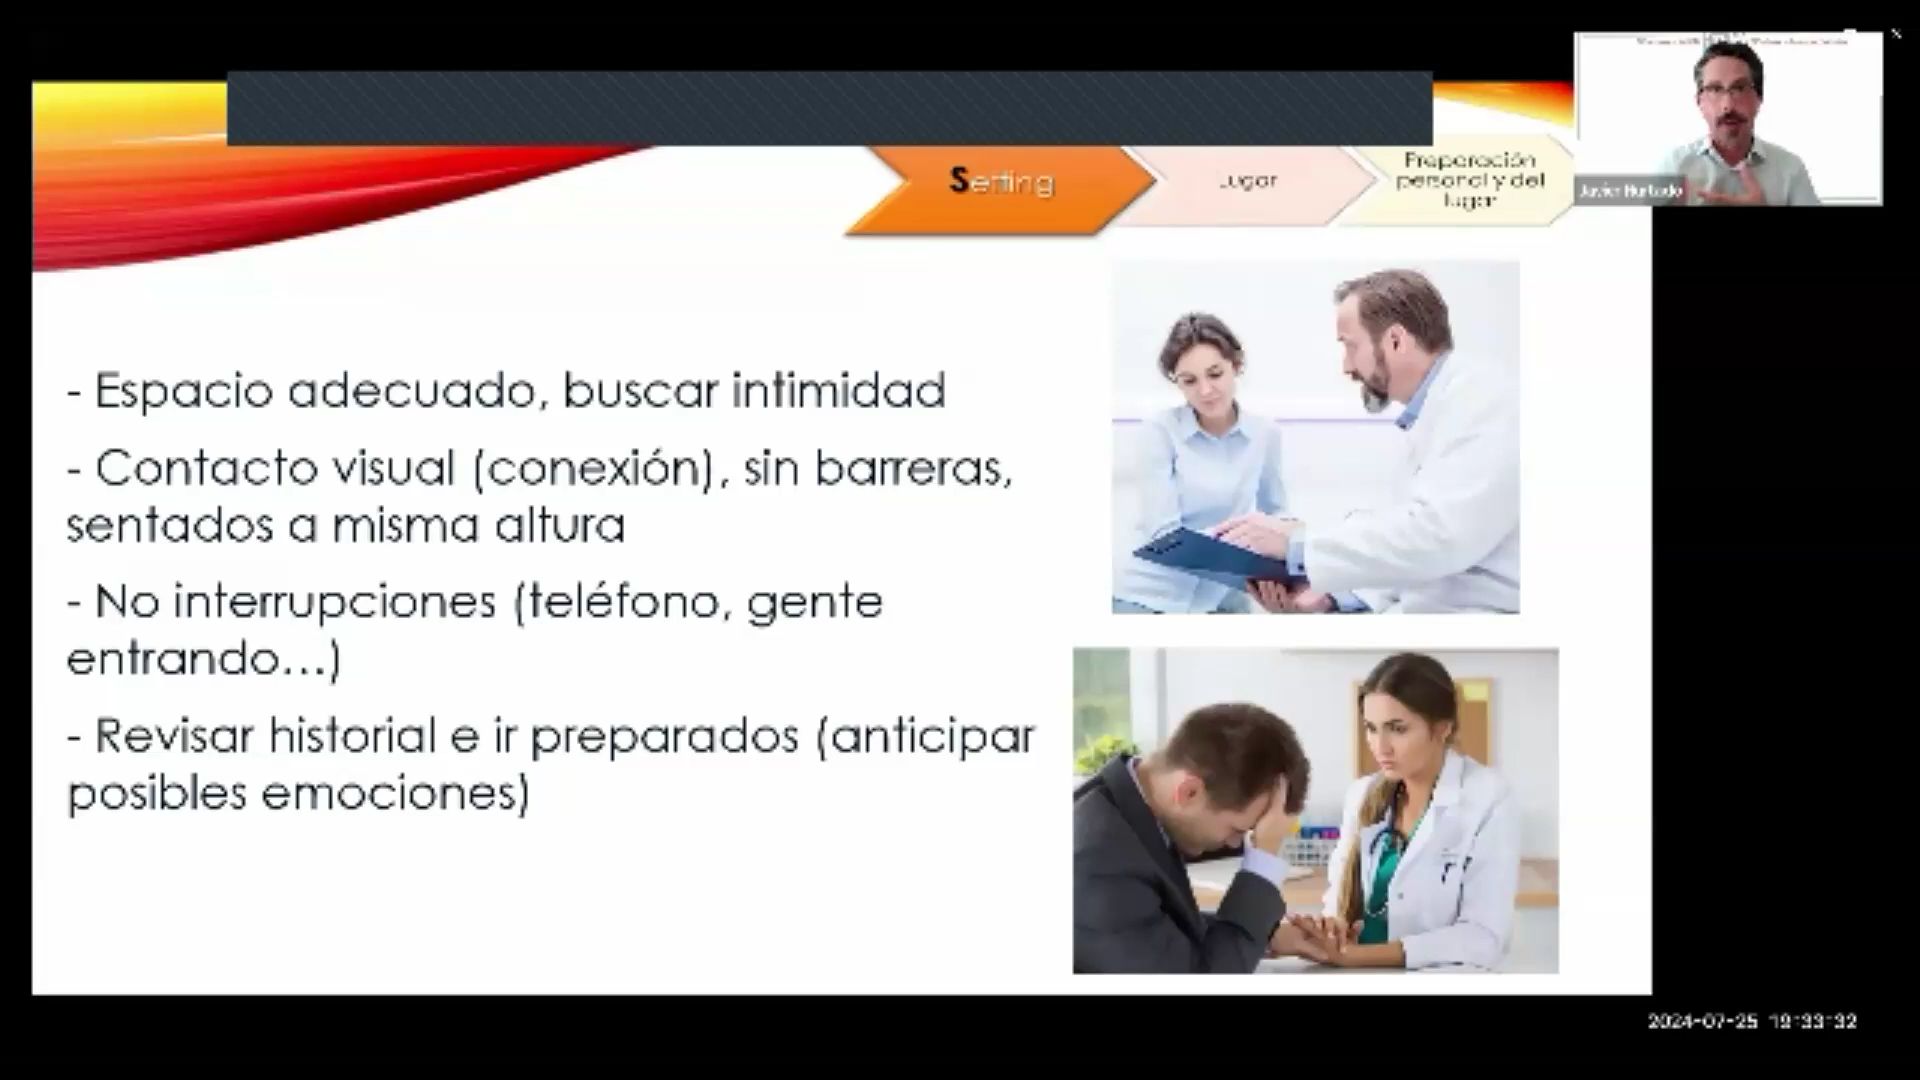 Setting
Lugar
Preparación
personal y del
lugar
Javier Hurtado
- Espacio adecuado, buscar intimidad
- Contacto visual (conexión), sin barreras,
sentados a misma altura
- No interrupciones (teléfono, gente
entrando...)
- Revisar historial e ir preparados (anticipar
posibles emociones)
2024-07-25 19:33:32